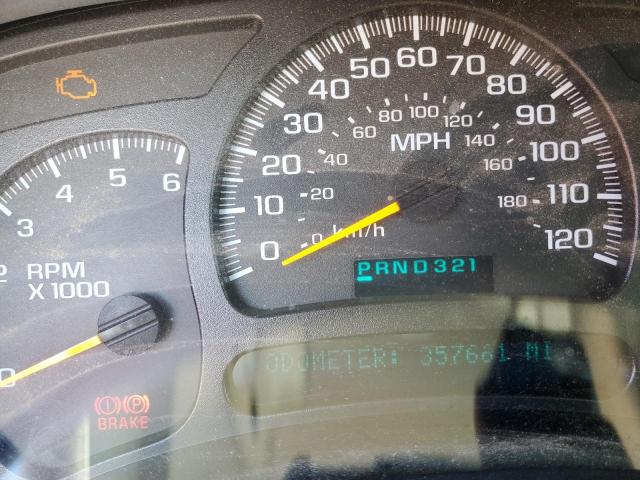 60
50 70
40 80
30 90
20 100
10 110
0 120
80 100 120
60 140
40 160
20 180
0 km/h
MPH
PRND321
ODOMETER: 357661 MI
3 4 5 6
RPM
X 1000
0
(!) (P)
BRAKE